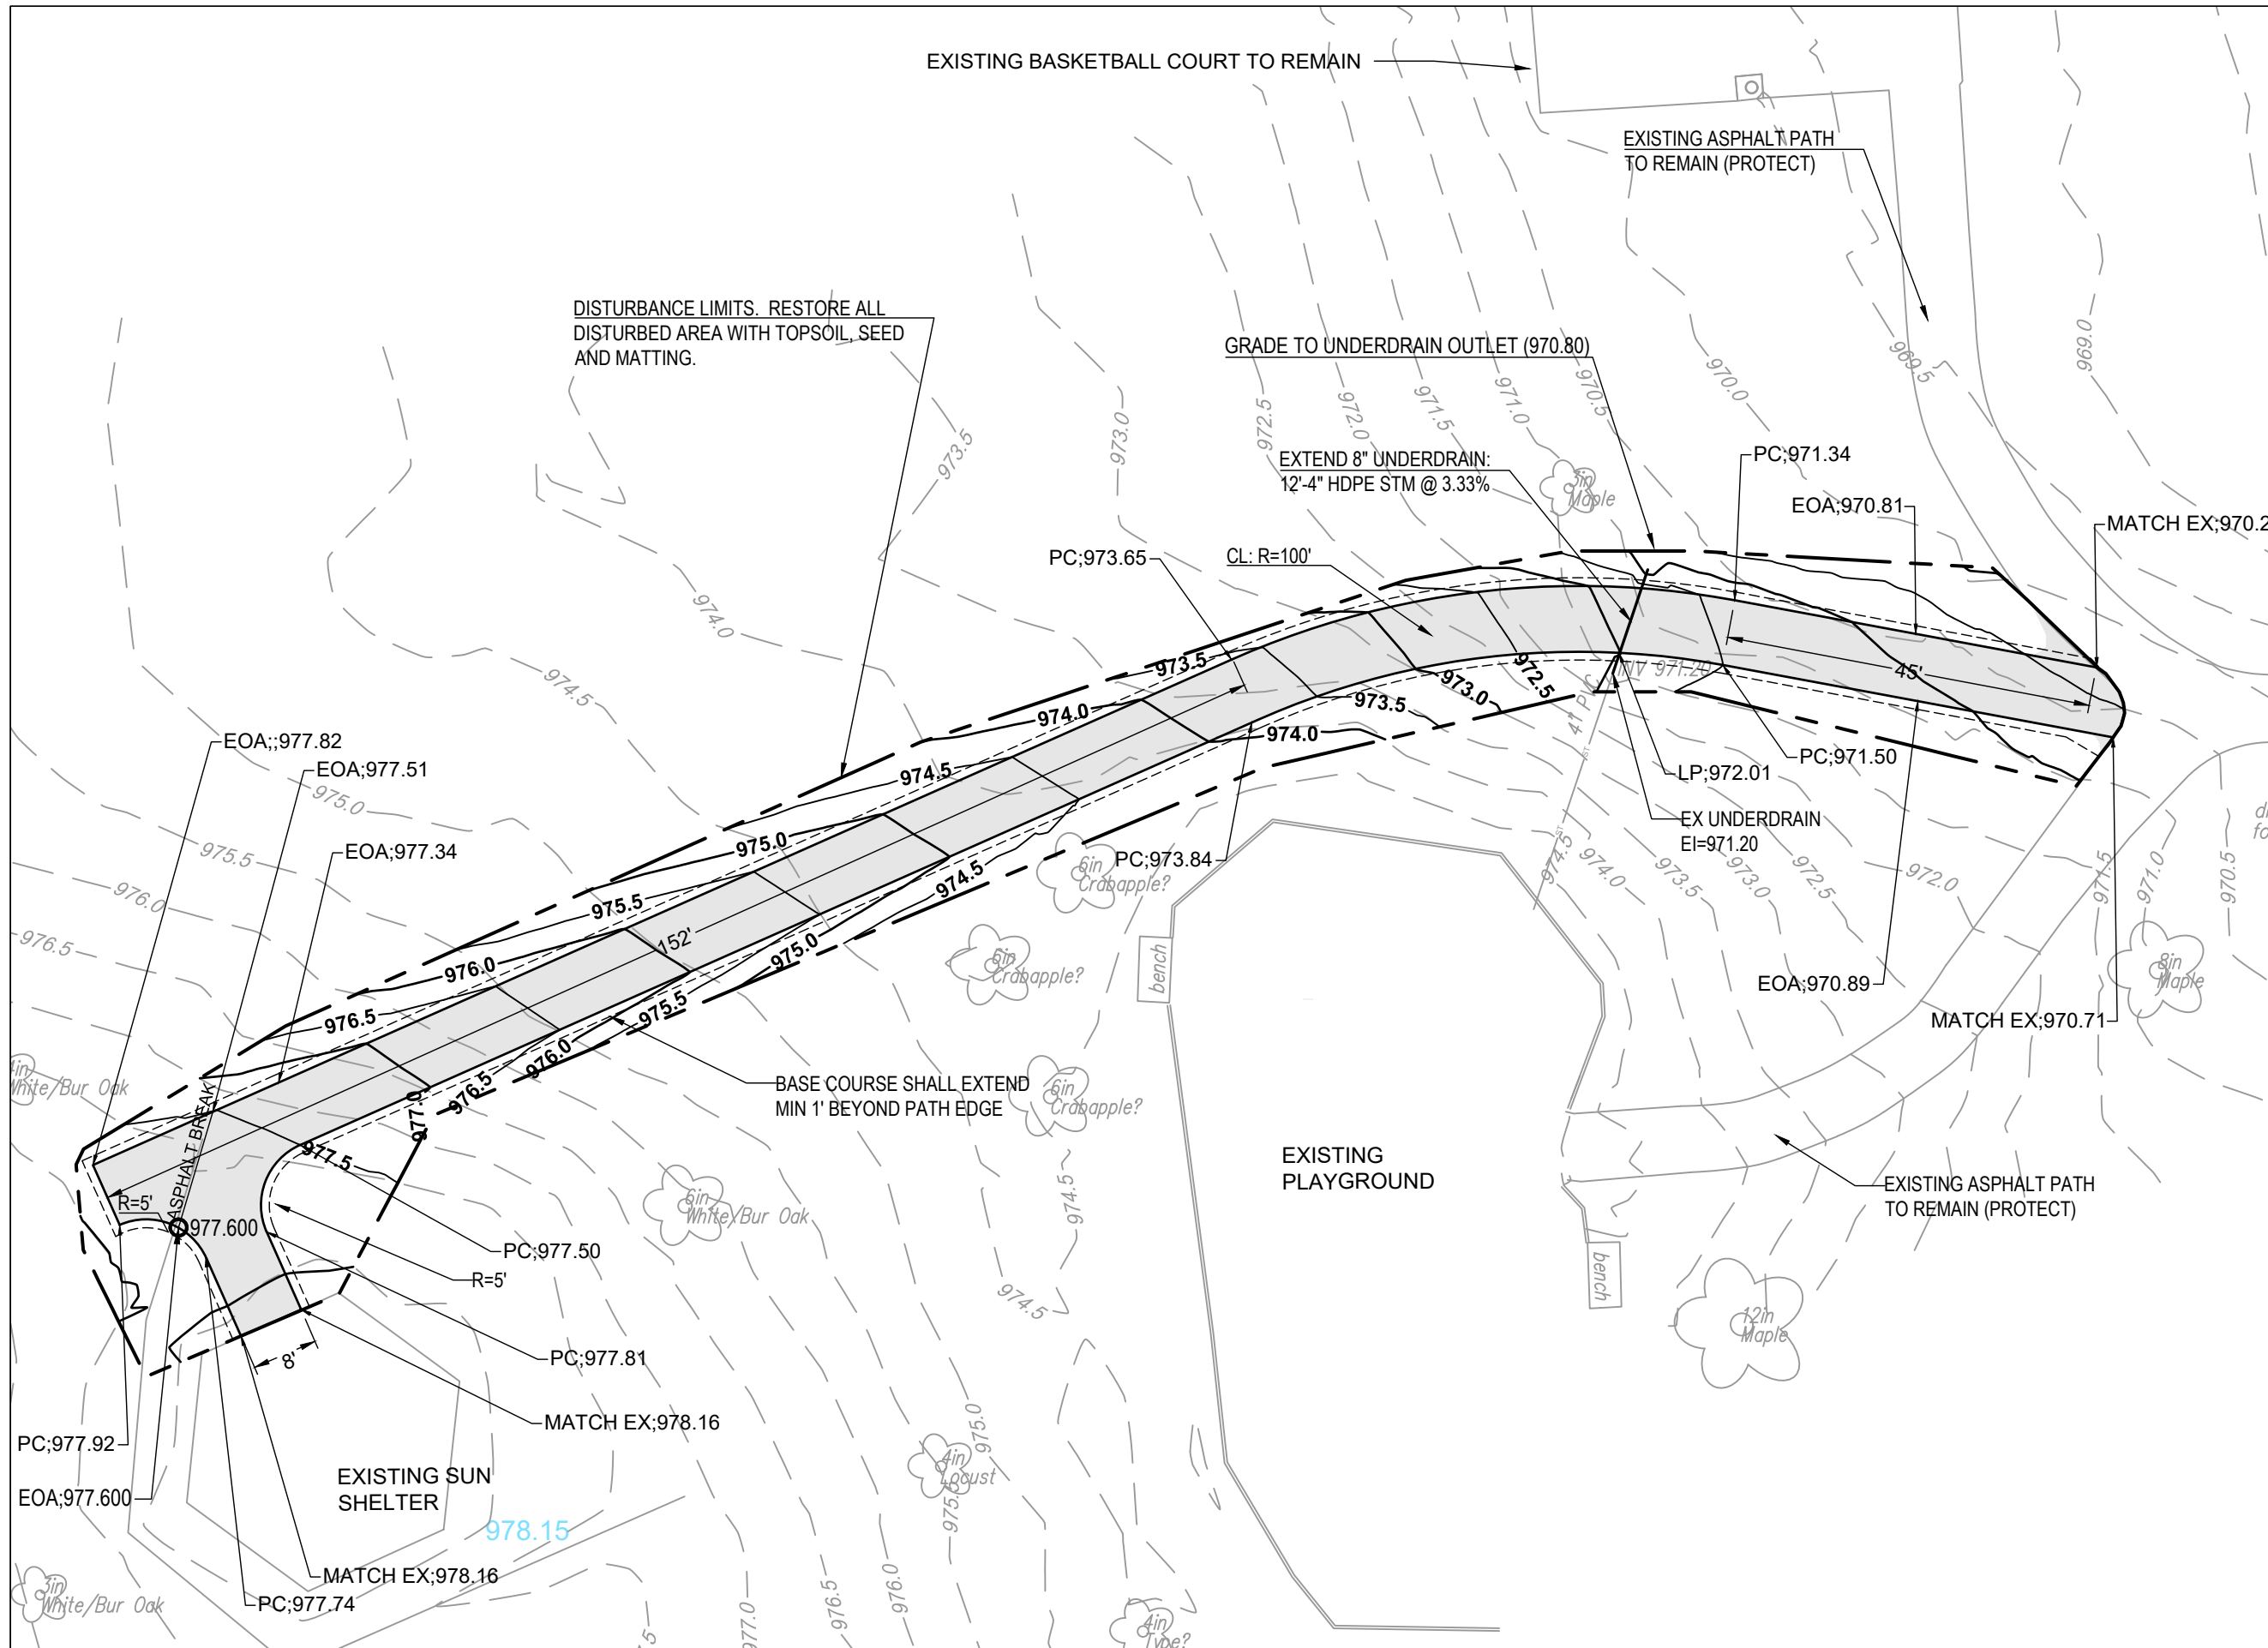 EXISTING BASKETBALL COURT TO REMAIN
EXISTING ASPHALT PATH
TO REMAIN (PROTECT)
DISTURBANCE LIMITS. RESTORE ALL
DISTURBED AREA WITH TOPSOIL, SEED
AND MATTING.
GRADE TO UNDERDRAIN OUTLET (970.80)
969.5
969.0
970.0
970.5
971.0
971.5
972.0
972.5
973.0
973.5
EXTEND 8" UNDERDRAIN:
12'-4" HDPE STM @ 3.33%
3in
Maple
PC;971.34
EOA;970.81
MATCH EX;970.2
PC;973.65
CL: R=100'
974.0
974.5
973.5
974.0
974.5
975.0
975.5
976.0
976.5
972.5
973.0
973.5
974.0
INV 971.20
4" PVC
ST
ST
45'
LP;972.01
PC;971.50
EX UNDERDRAIN
EI=971.20
EOA;;977.82
EOA;977.51
EOA;977.34
975.0
975.5
976.0
976.5
PC;973.84
6in
Crabapple?
974.5
974.0
973.5
973.0
972.5
972.0
971.5
971.0
970.5
152'
974.5
975.0
975.5
976.0
976.5
977.0
977.5
6in
Crabapple?
bench
EOA;970.89
MATCH EX;970.71
8in
Maple
4in
White/Bur Oak
BASE COURSE SHALL EXTEND
MIN 1' BEYOND PATH EDGE
6in
Crabapple?
ASPHALT BREAK
R=5'
977.600
EXISTING
PLAYGROUND
EXISTING ASPHALT PATH
TO REMAIN (PROTECT)
6in
White/Bur Oak
974.5
974.5
PC;977.50
R=5'
bench
12in
Maple
8'
PC;977.81
MATCH EX;978.16
PC;977.92
EOA;977.600
EXISTING SUN
SHELTER
978.15
4in
Locust
975.0
975.5
MATCH EX;978.16
PC;977.74
3in
White/Bur Oak
977.0
976.5
976.0
4in
Type?